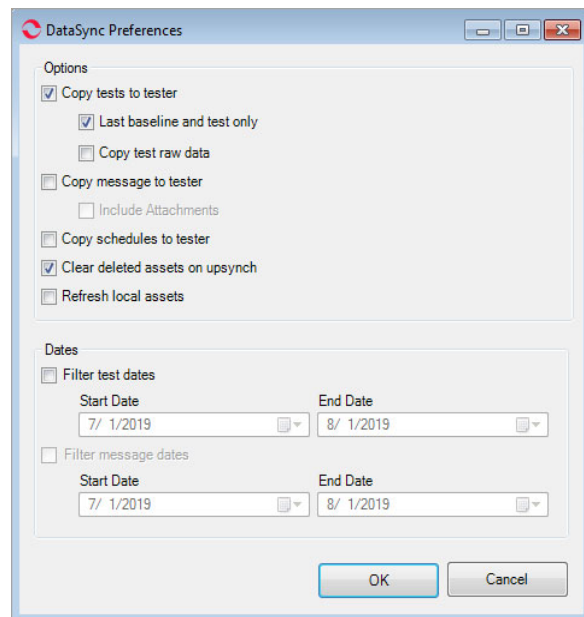 DataSync Preferences
Options
Copy tests to tester
Last baseline and test only
Copy test raw data
Copy message to tester
Include Attachments
Copy schedules to tester
Clear deleted assets on upsynch
Refresh local assets
Dates
Filter test dates
Start Date End Date
7/ 1/2019 8/ 1/2019
Filter message dates
Start Date End Date
7/ 1/2019 8/ 1/2019
OK Cancel